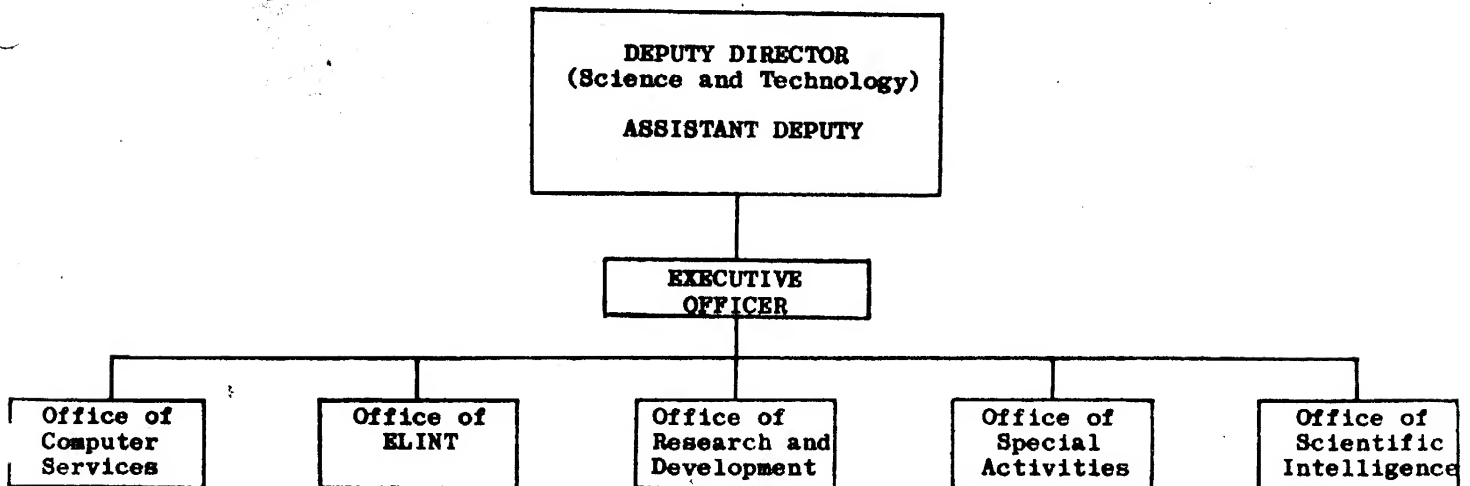 DEPUTY DIRECTOR
(Science and Technology)
ASSISTANT DEPUTY
EXECUTIVE
OFFICER
Office of
Computer
Services
Office of
ELINT
Office of
Research and
Development
Office of
Special
Activities
Office of
Scientific
Intelligence